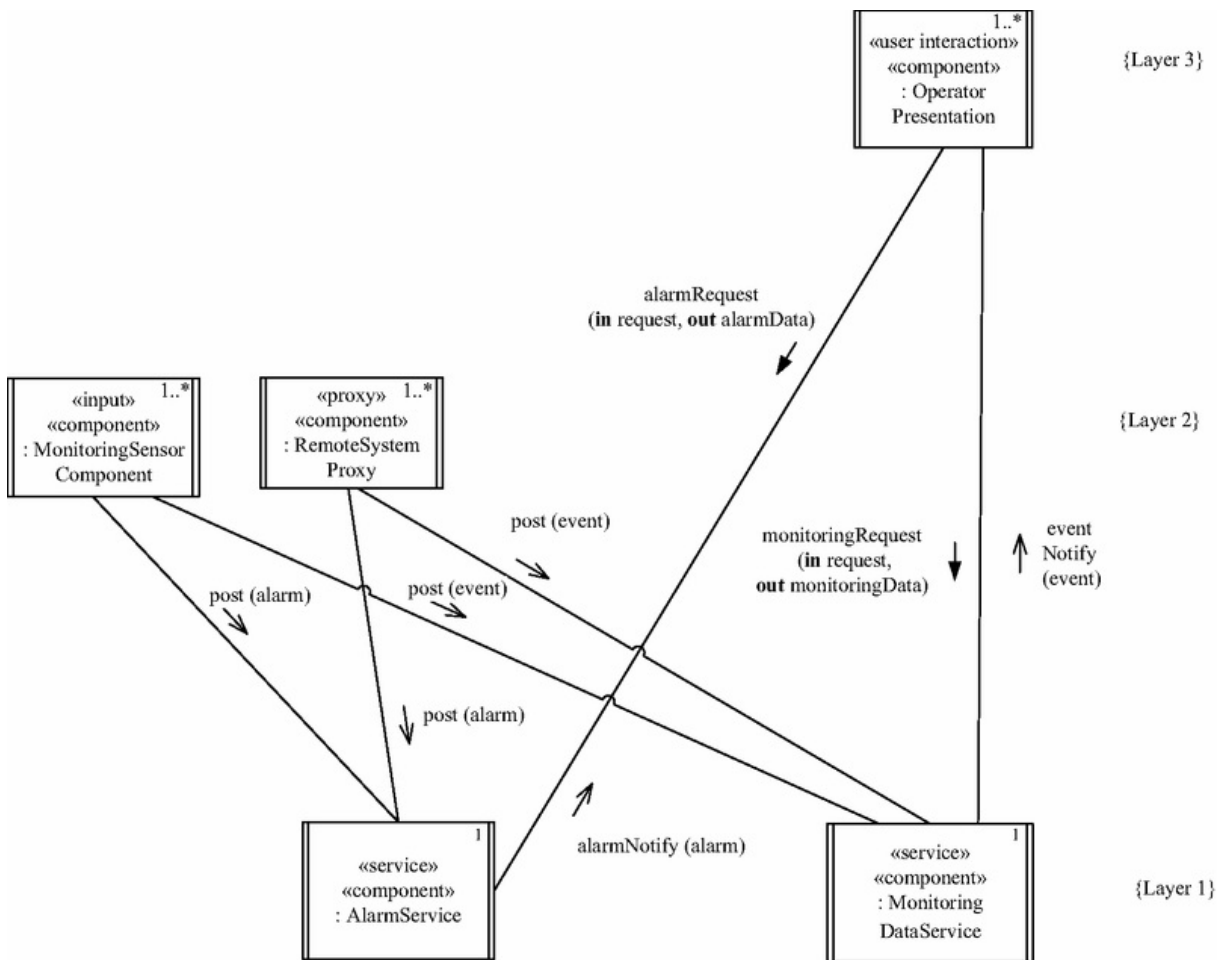 1..*
«user interaction»
«component»
: Operator
Presentation
{Layer 3}
alarmRequest
(in request, out alarmData)
1..*
«input»
«component»
: MonitoringSensor
Component
1..*
«proxy»
«component»
: RemoteSystem
Proxy
{Layer 2}
post (event)
monitoringRequest
(in request,
out monitoringData)
event
Notify
(event)
post (alarm)
post (event)
post (alarm)
alarmNotify (alarm)
1
«service»
«component»
: AlarmService
1
«service»
«component»
: Monitoring
DataService
{Layer 1}